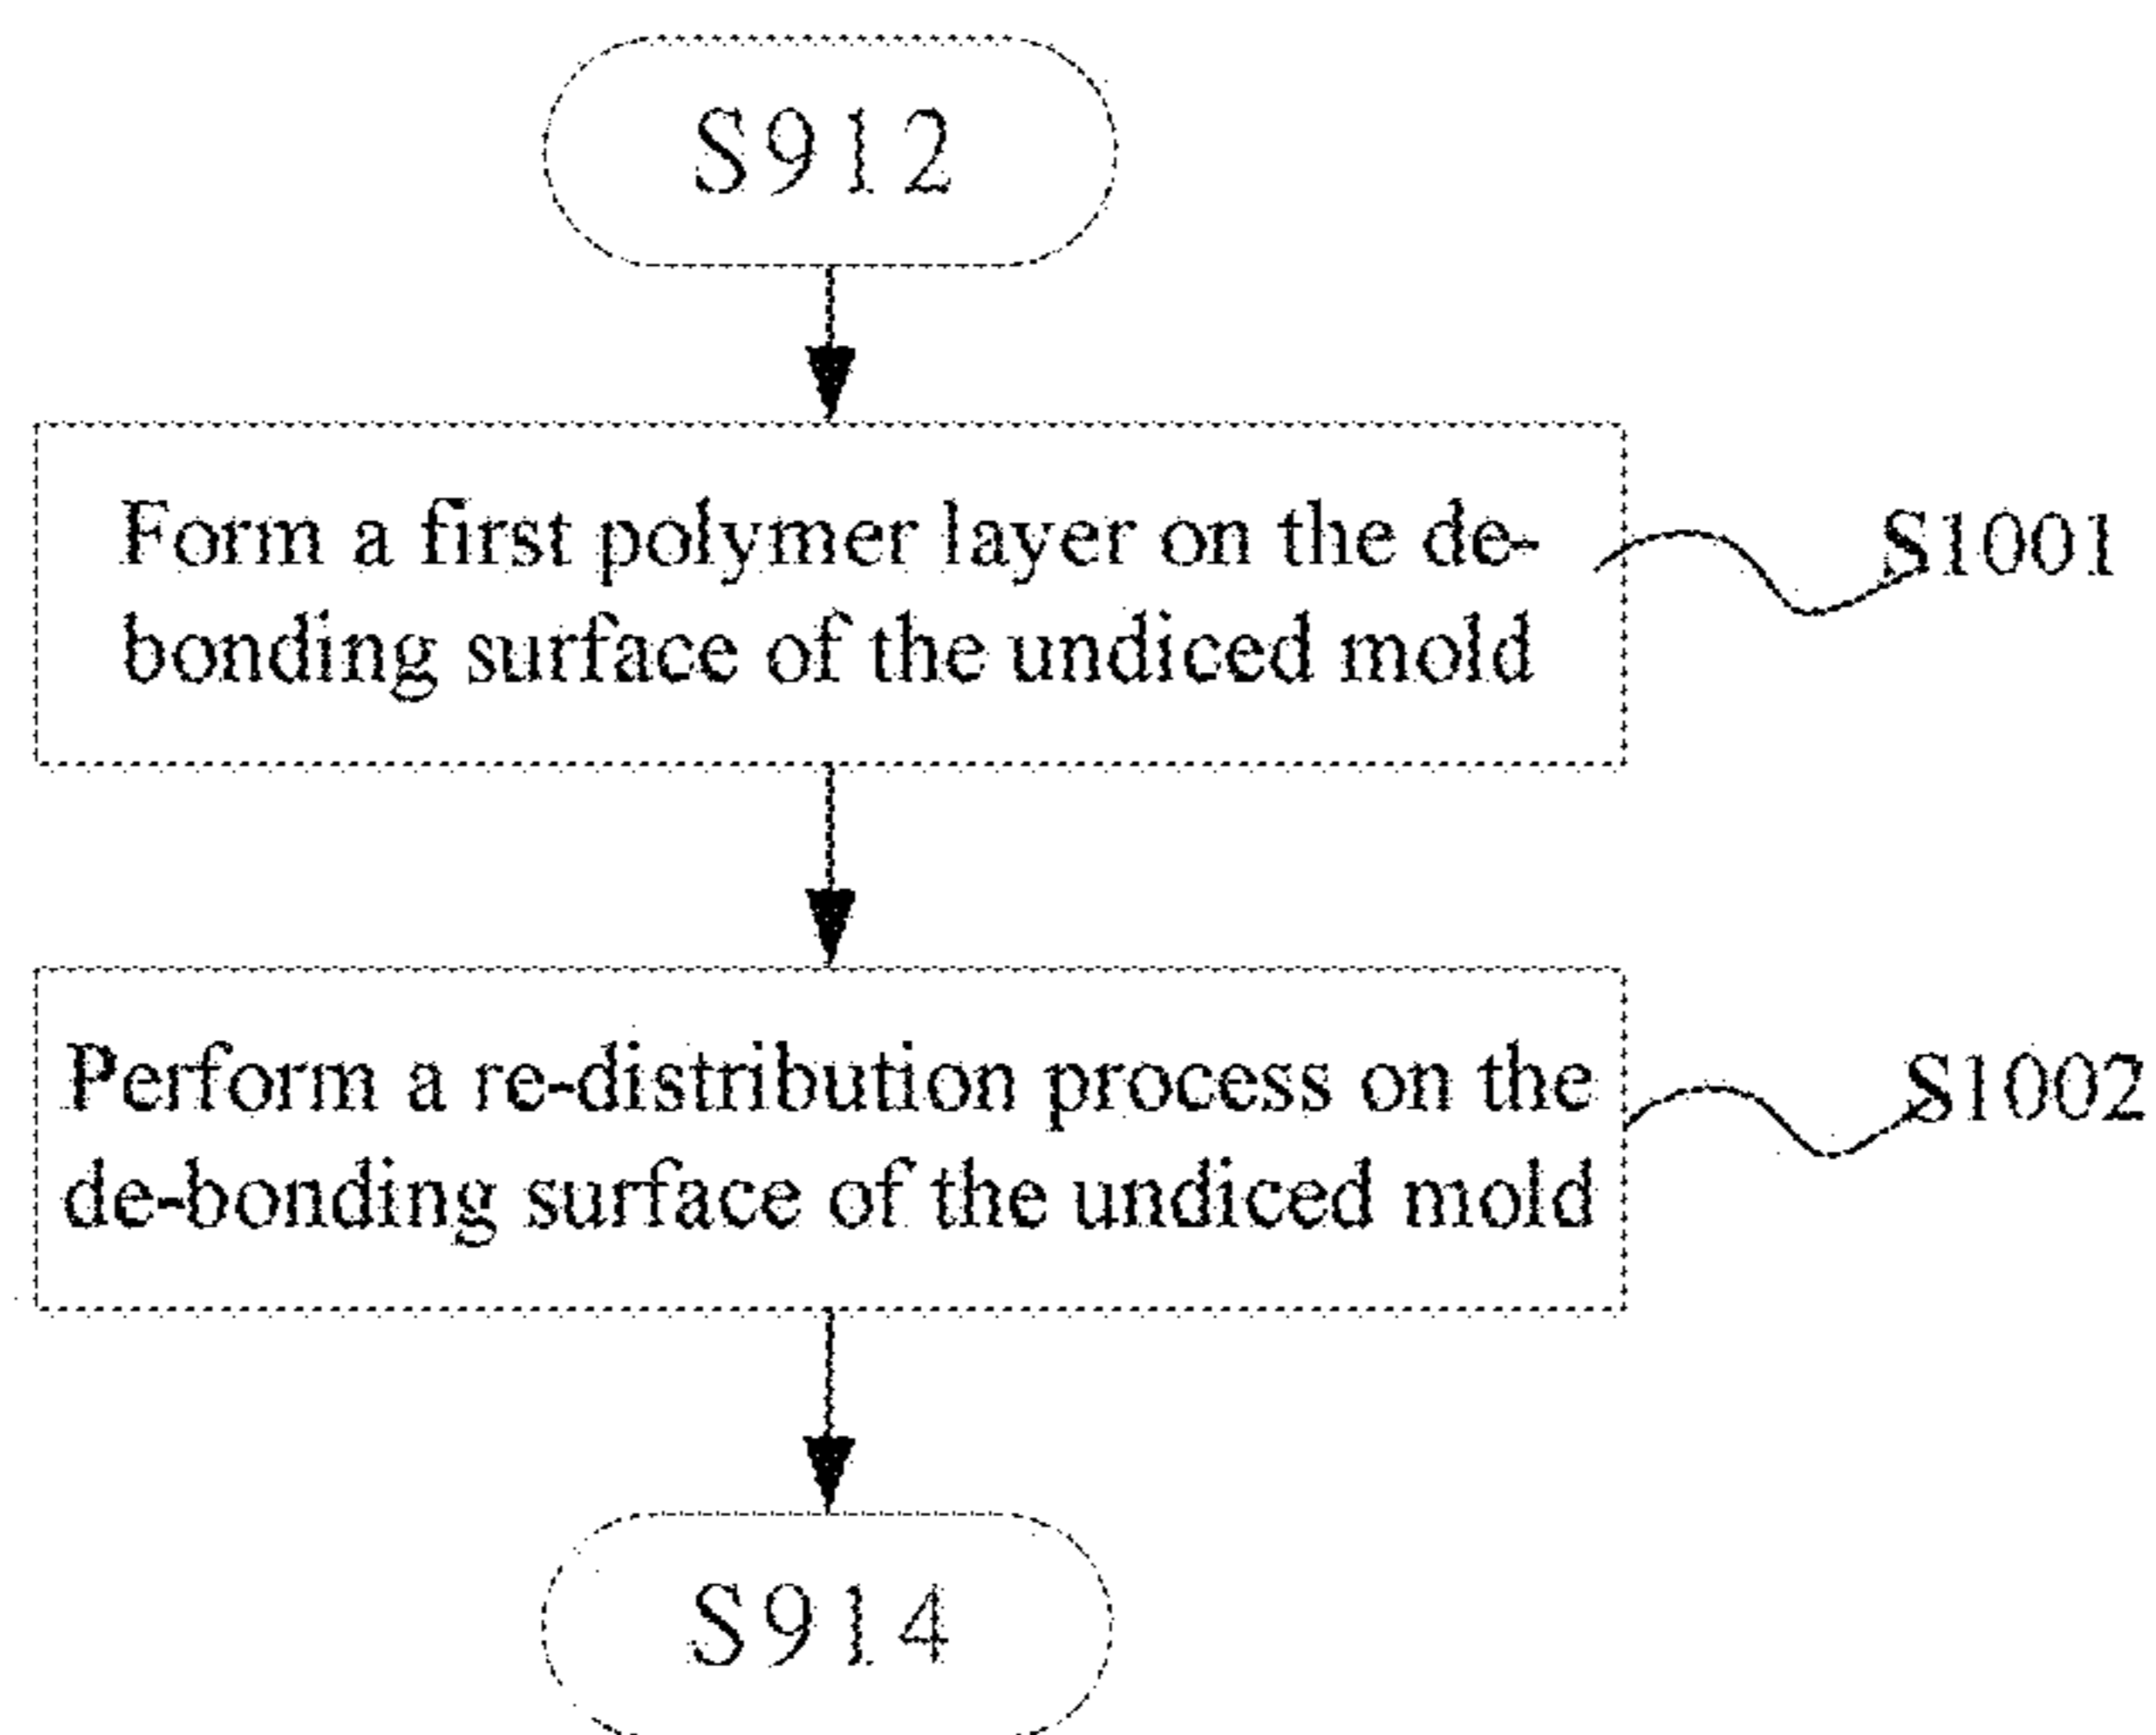 S912
Form a first polymer layer on the de-
bonding surface of the undiced mold
S1001
Perform a re-distribution process on the
de-bonding surface of the undiced mold
S1002
S914